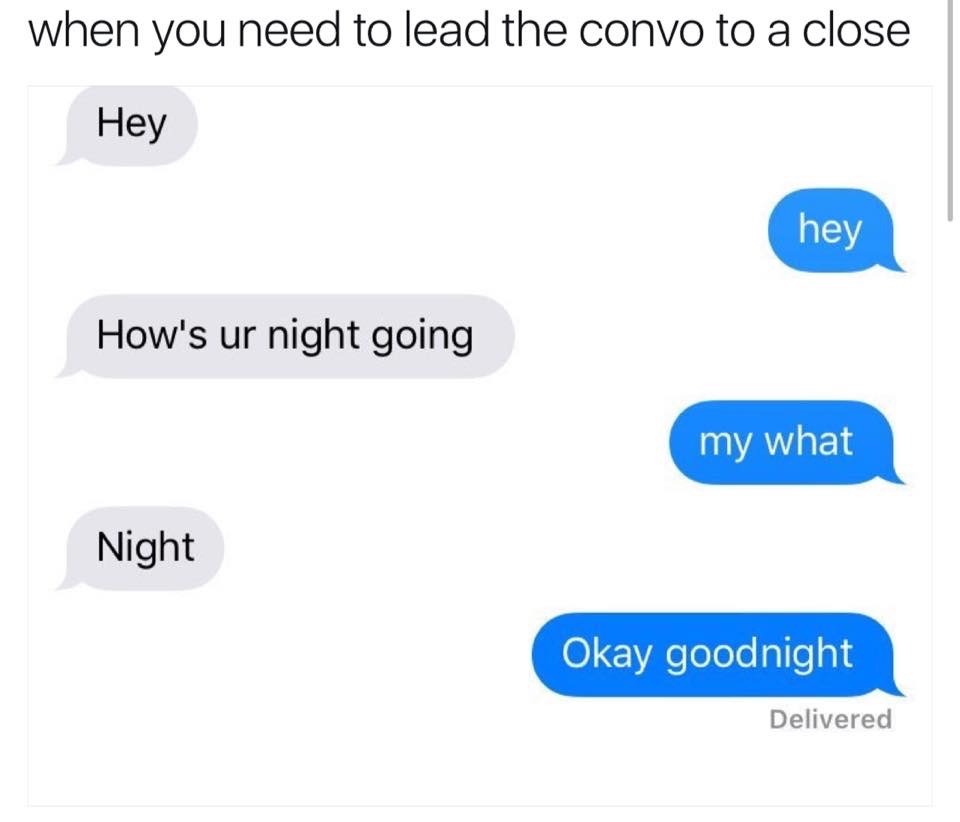 when you need to lead the convo to a close
Hey
hey
How's ur night going
my what
Night
Okay goodnight
Delivered